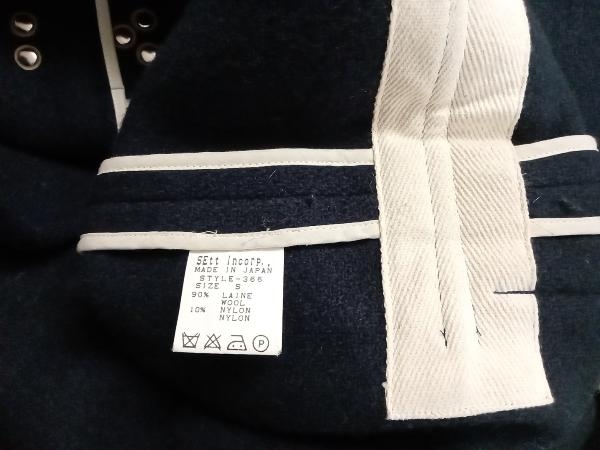 SEtt incorp.,
MADE IN JAPAN
STYLE-366
SIZE S
90% LAINE
WOOL
10% NYLON
NYLON
P